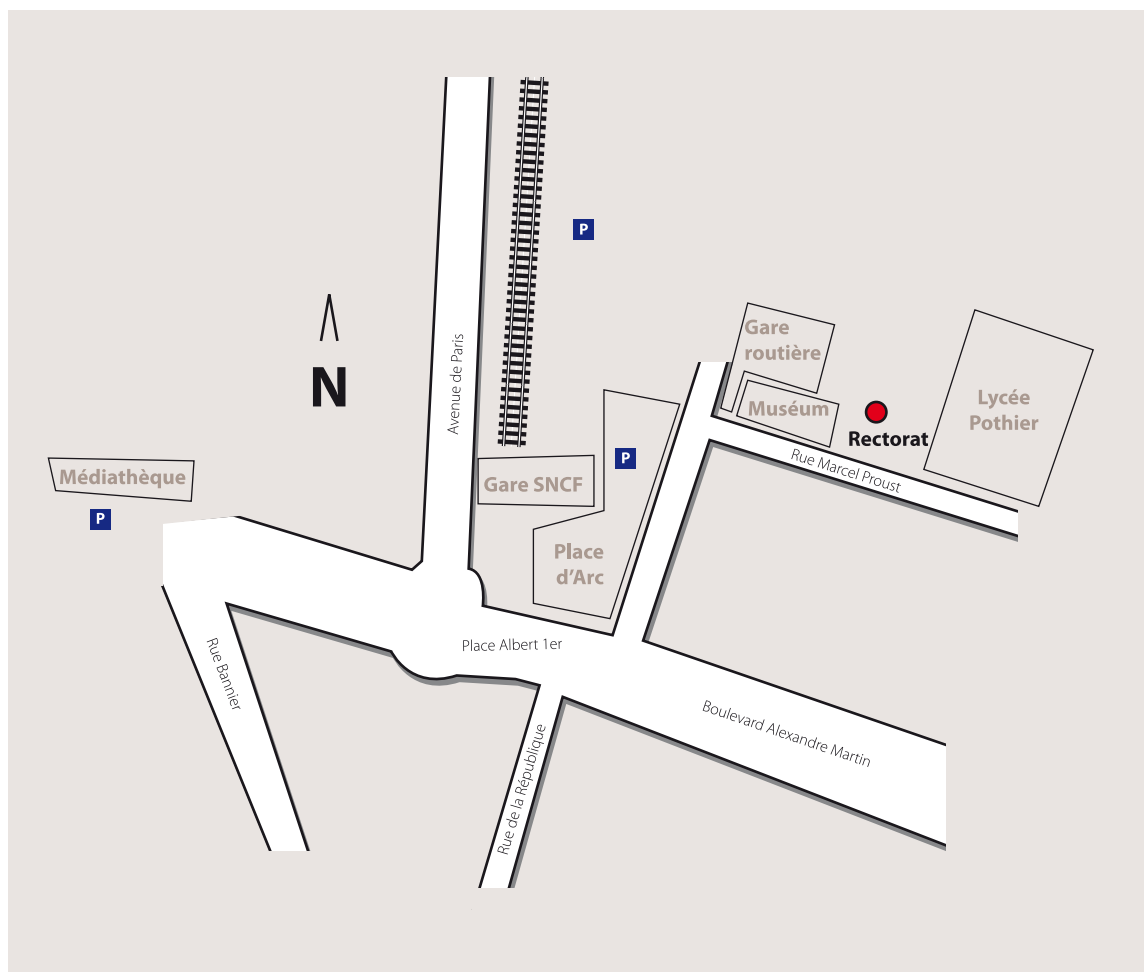 P
Gare
routière
N
Avenue de Paris
Lycée
Pothier
Muséum
Rectorat
P
Rue Marcel Proust
Médiathèque
Gare SNCF
P
Place
d'Arc
Place Albert 1er
Rue Bannier
Boulevard Alexandre Martin
Rue de la République